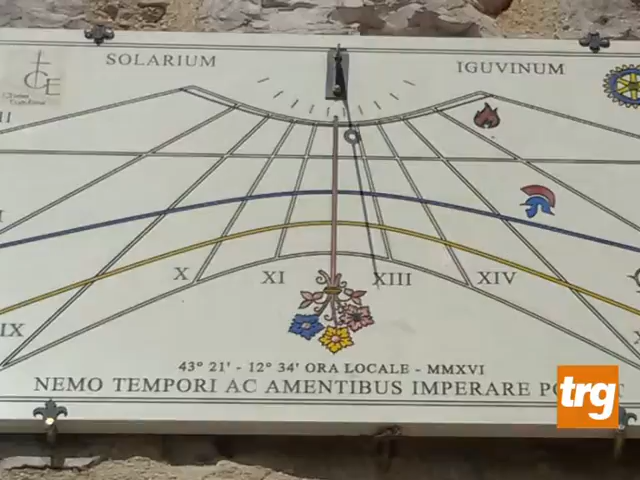 SOLARIUM IGUVINUM
X XI XIII XIV
IX
43° 21' - 12° 34' ORA LOCALE - MMXVI
NEMO TEMPORI AC AMENTIBUS IMPERARE
trg